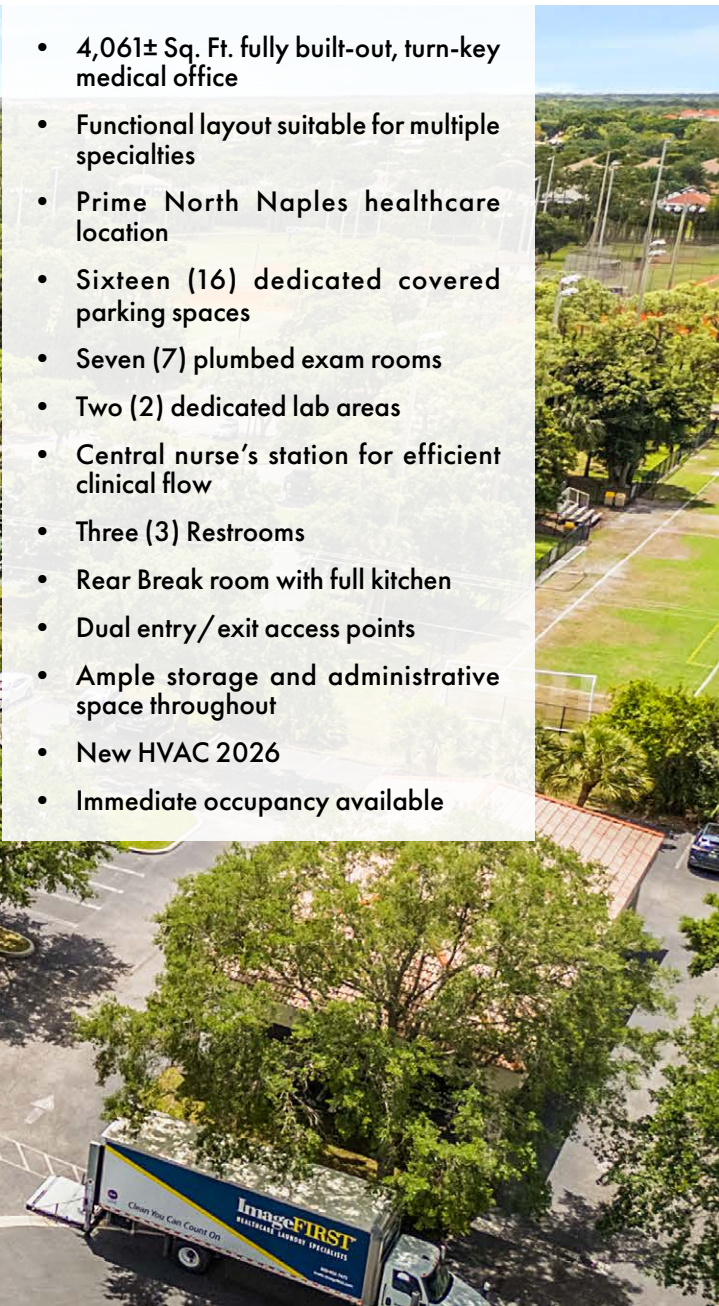 • 4,061± Sq. Ft. fully built-out, turn-key
medical office
• Functional layout suitable for multiple
specialties
• Prime North Naples healthcare
location
• Sixteen (16) dedicated covered
parking spaces
• Seven (7) plumbed exam rooms
• Two (2) dedicated lab areas
• Central nurse's station for efficient
clinical flow
• Three (3) Restrooms
• Rear Break room with full kitchen
• Dual entry/exit access points
• Ample storage and administrative
space throughout
• New HVAC 2026
• Immediate occupancy available
Clean You Can Count On
ImageFIRST
HEALTHCARE LAUNDRY SPECIALISTS